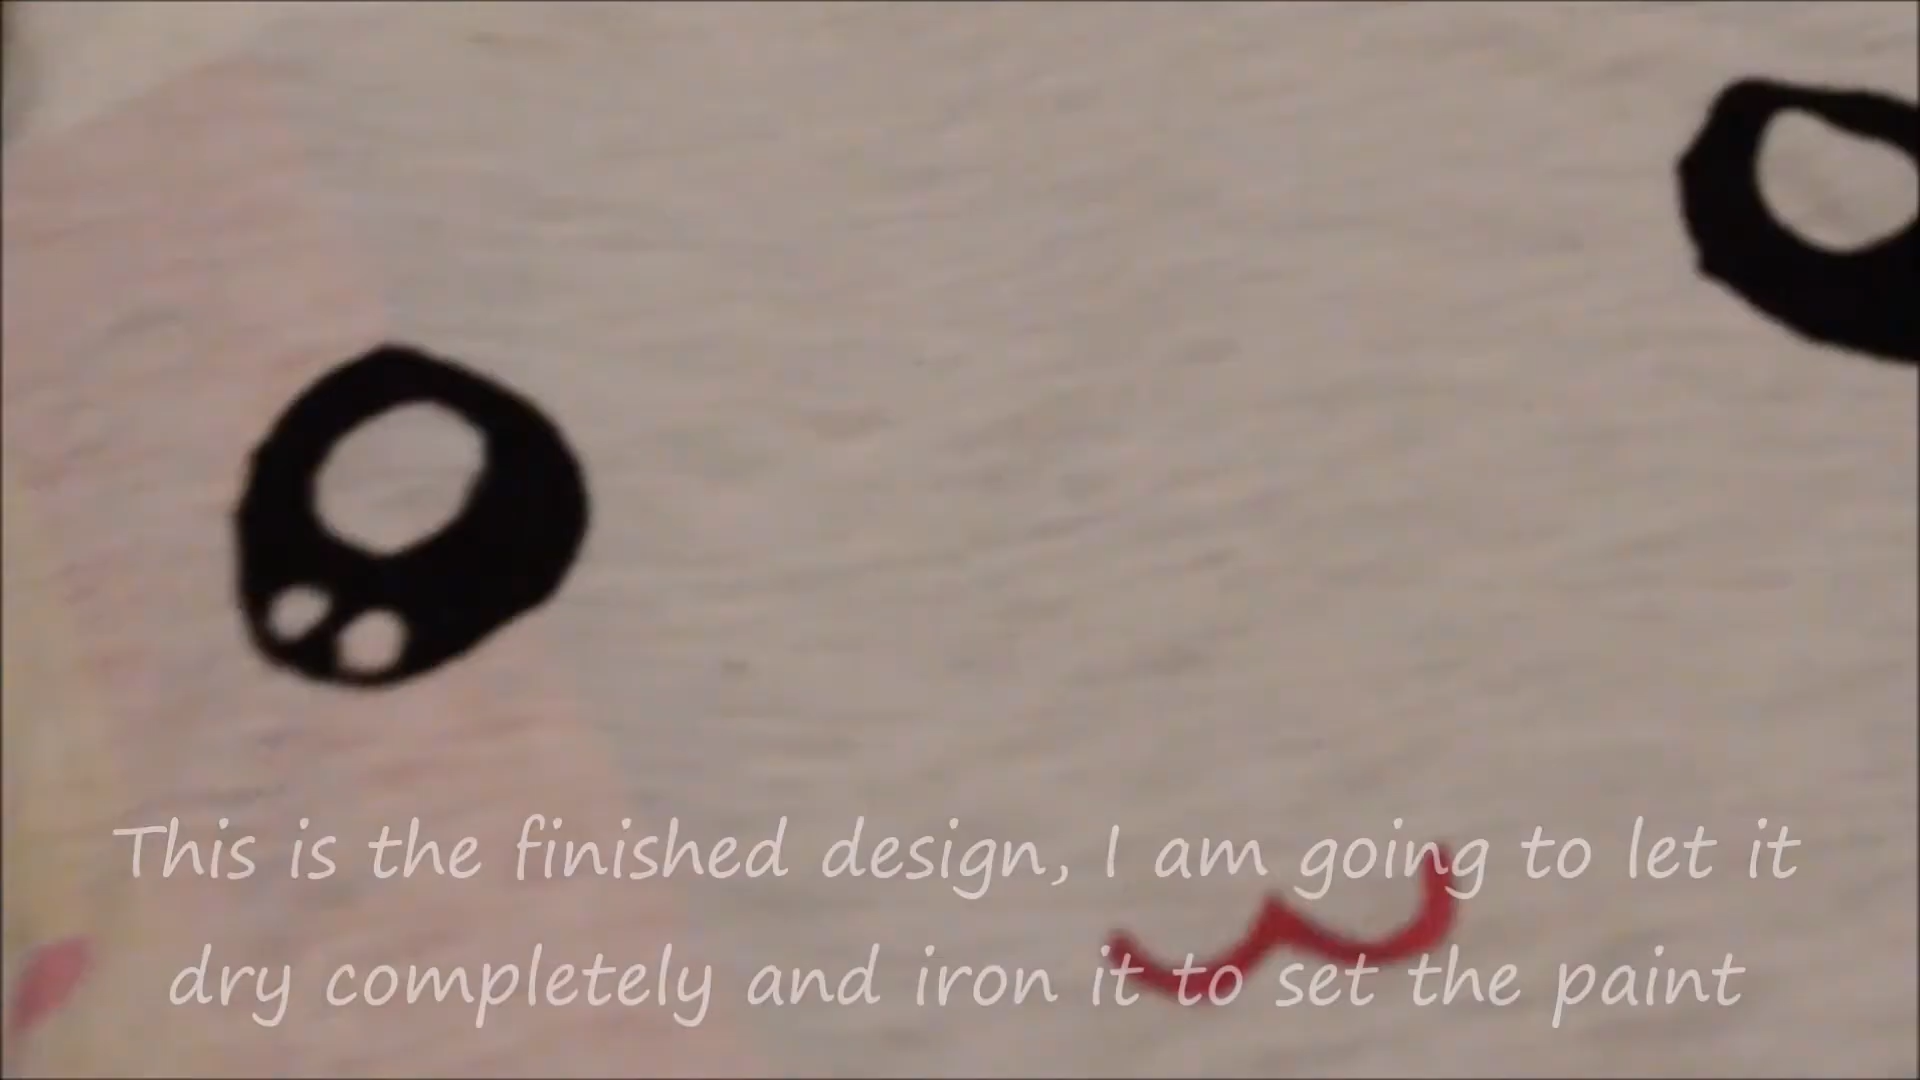 This is the finished design, I am going to let it
dry completely and iron it to set the paint